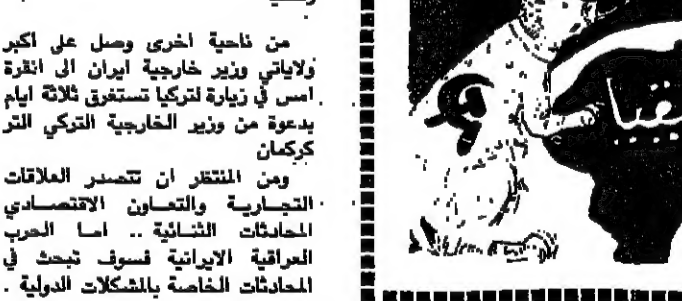 من ناحية اخرى وصل على اكبر
ولاياتي وزير خارجية ايران الى انقرة
امس في زيارة لتركيا تستغرق ثلاثة ايام
بدعوة من وزير الخارجية التركي التر
كركمان
ومن المنتظر ان تتصدر العلاقات
التجارية والتعاون الاقتصادي
المحادثات الثنائية .. اما الحرب
العراقية الايرانية فسوف تبحث في
المحادثات الخاصة بالمشكلات الدولية .